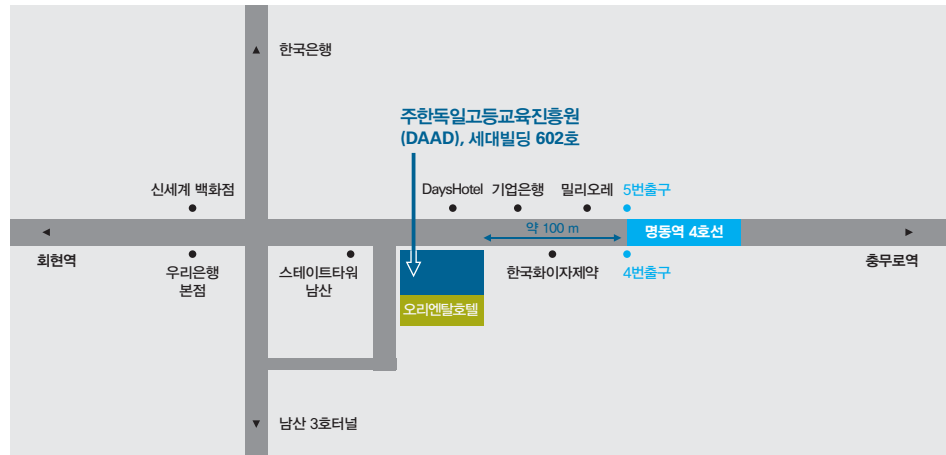 한국은행
주한독일고등교육진흥원
(DAAD), 세대빌딩 602호
신세계 백화점
DaysHotel
기업은행
밀리오레
5번출구
약 100 m
명동역 4호선
회현역
우리은행
본점
스테이트타워
남산
한국화이자제약
4번출구
충무로역
오리엔탈호텔
남산 3호터널